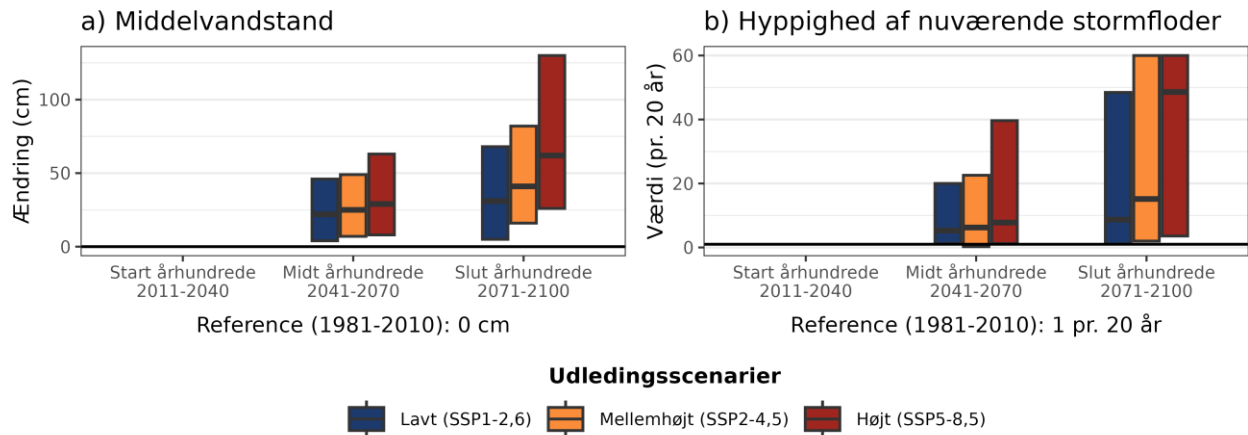 a) Middelvandstand
Ændring (cm)
100
50
0
Start århundrede
2011-2040
Midt århundrede
2041-2070
Slut århundrede
2071-2100
Reference (1981-2010): 0 cm
b) Hyppighed af nuværende stormfloder
Værdi (pr. 20 år)
60
40
20
0
Start århundrede
2011-2040
Midt århundrede
2041-2070
Slut århundrede
2071-2100
Reference (1981-2010): 1 pr. 20 år
Udledingsscenarier
Lavt (SSP1-2,6)
Mellemhøjt (SSP2-4,5)
Højt (SSP5-8,5)